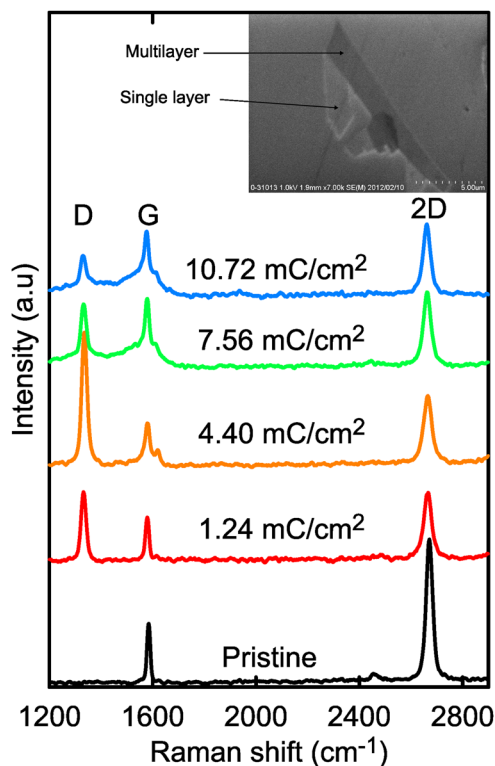 Multilayer
Single layer
0-31013 1.0kV 1.9mm x7.00k SE(M) 2012/02/10
5.00um
D
G
2D
10.72 mC/cm²
7.56 mC/cm²
4.40 mC/cm²
1.24 mC/cm²
Pristine
Intensity (a.u)
1200 1600 2000 2400 2800
Raman shift (cm⁻¹)